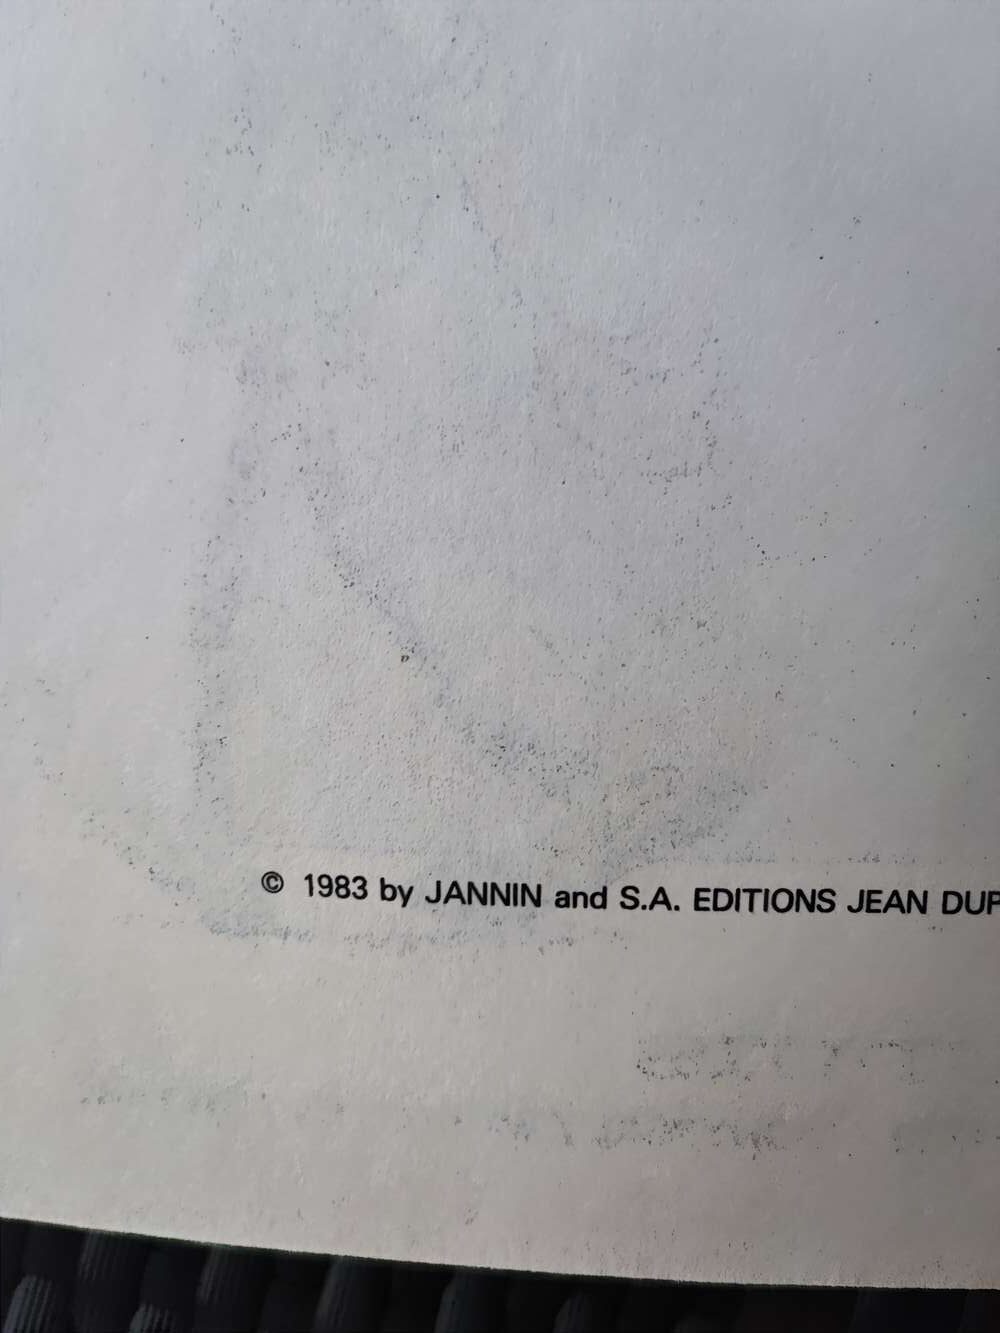 © 1983 by JANNIN and S.A. EDITIONS JEAN DUP